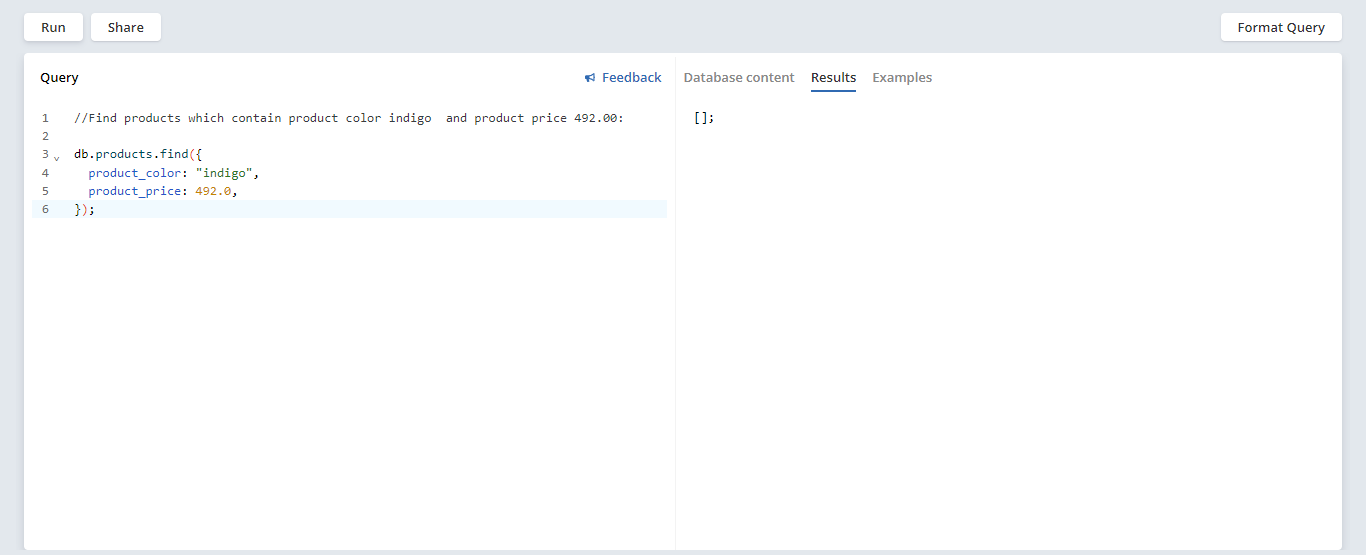 Run Share Format Query
Query Feedback Database content Results Examples
1 //Find products which contain product color indigo  and product price 492.00:
[];
2
3 db.products.find({
4   product_color: "indigo",
5   product_price: 492.0,
6 });